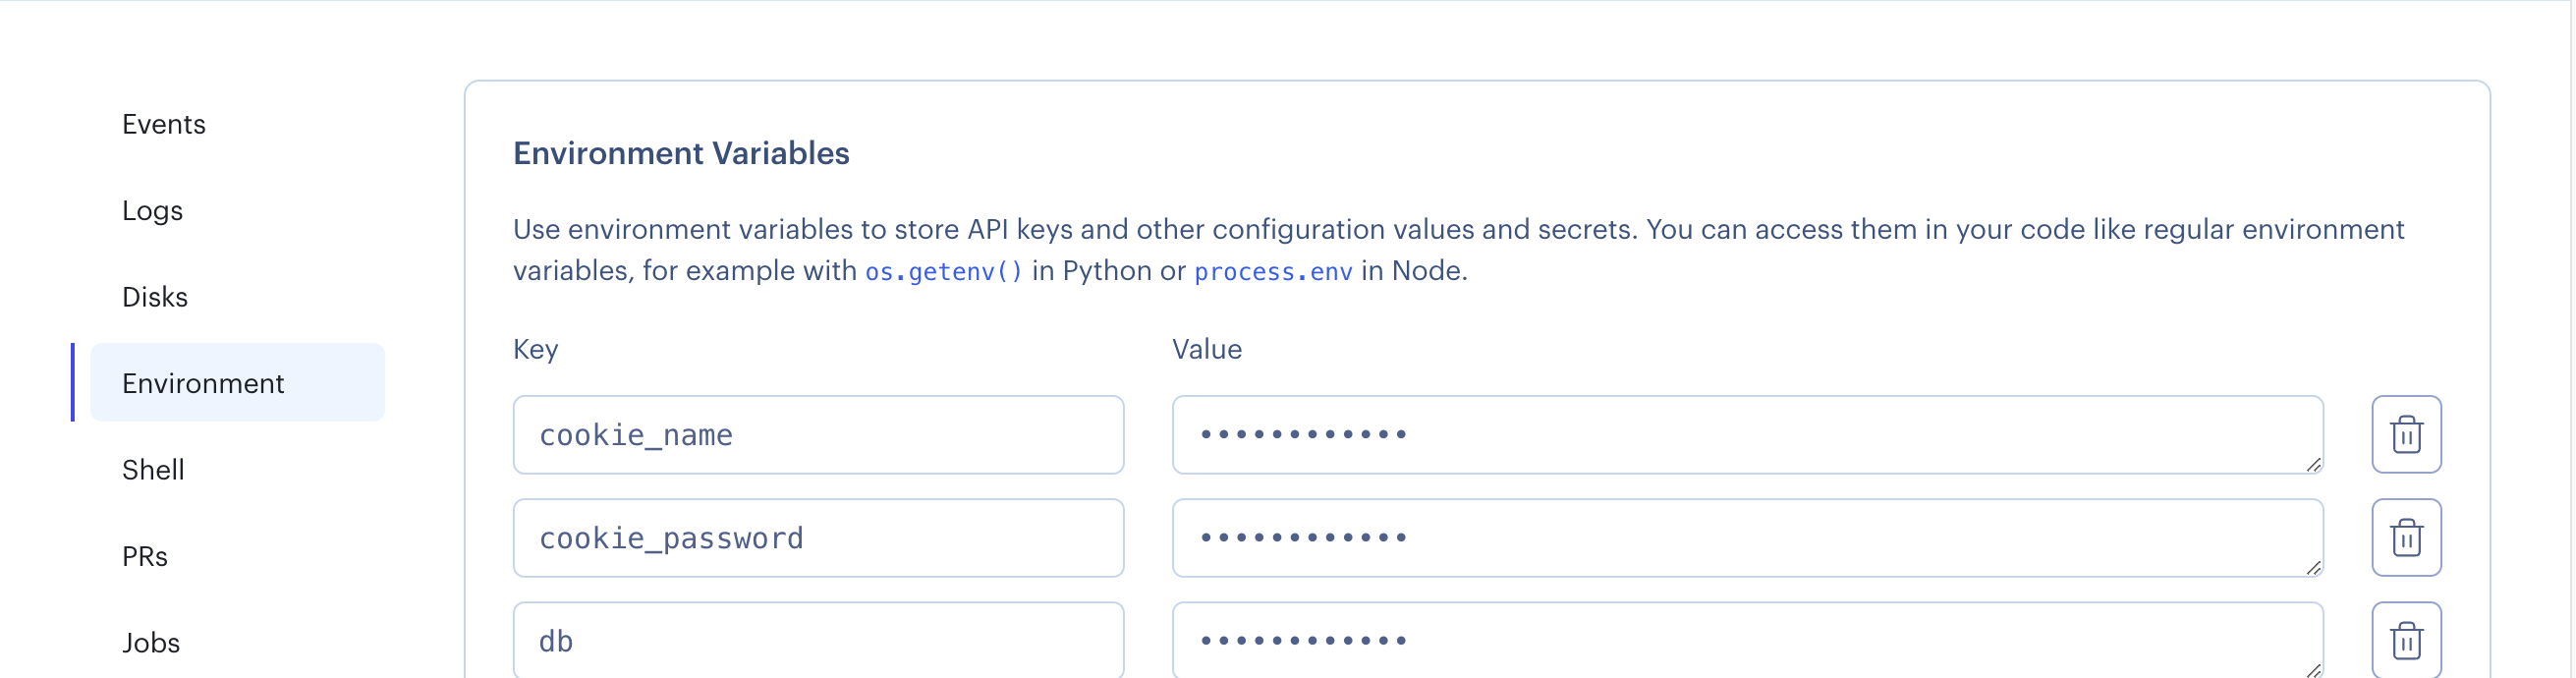 Events
Logs
Disks
Environment
Shell
PRs
Jobs
Environment Variables
Use environment variables to store API keys and other configuration values and secrets. You can access them in your code like regular environment
variables, for example with os.getenv() in Python or process.env in Node.
Key Value
cookie_name ••••••••••••
cookie_password ••••••••••••
db ••••••••••••